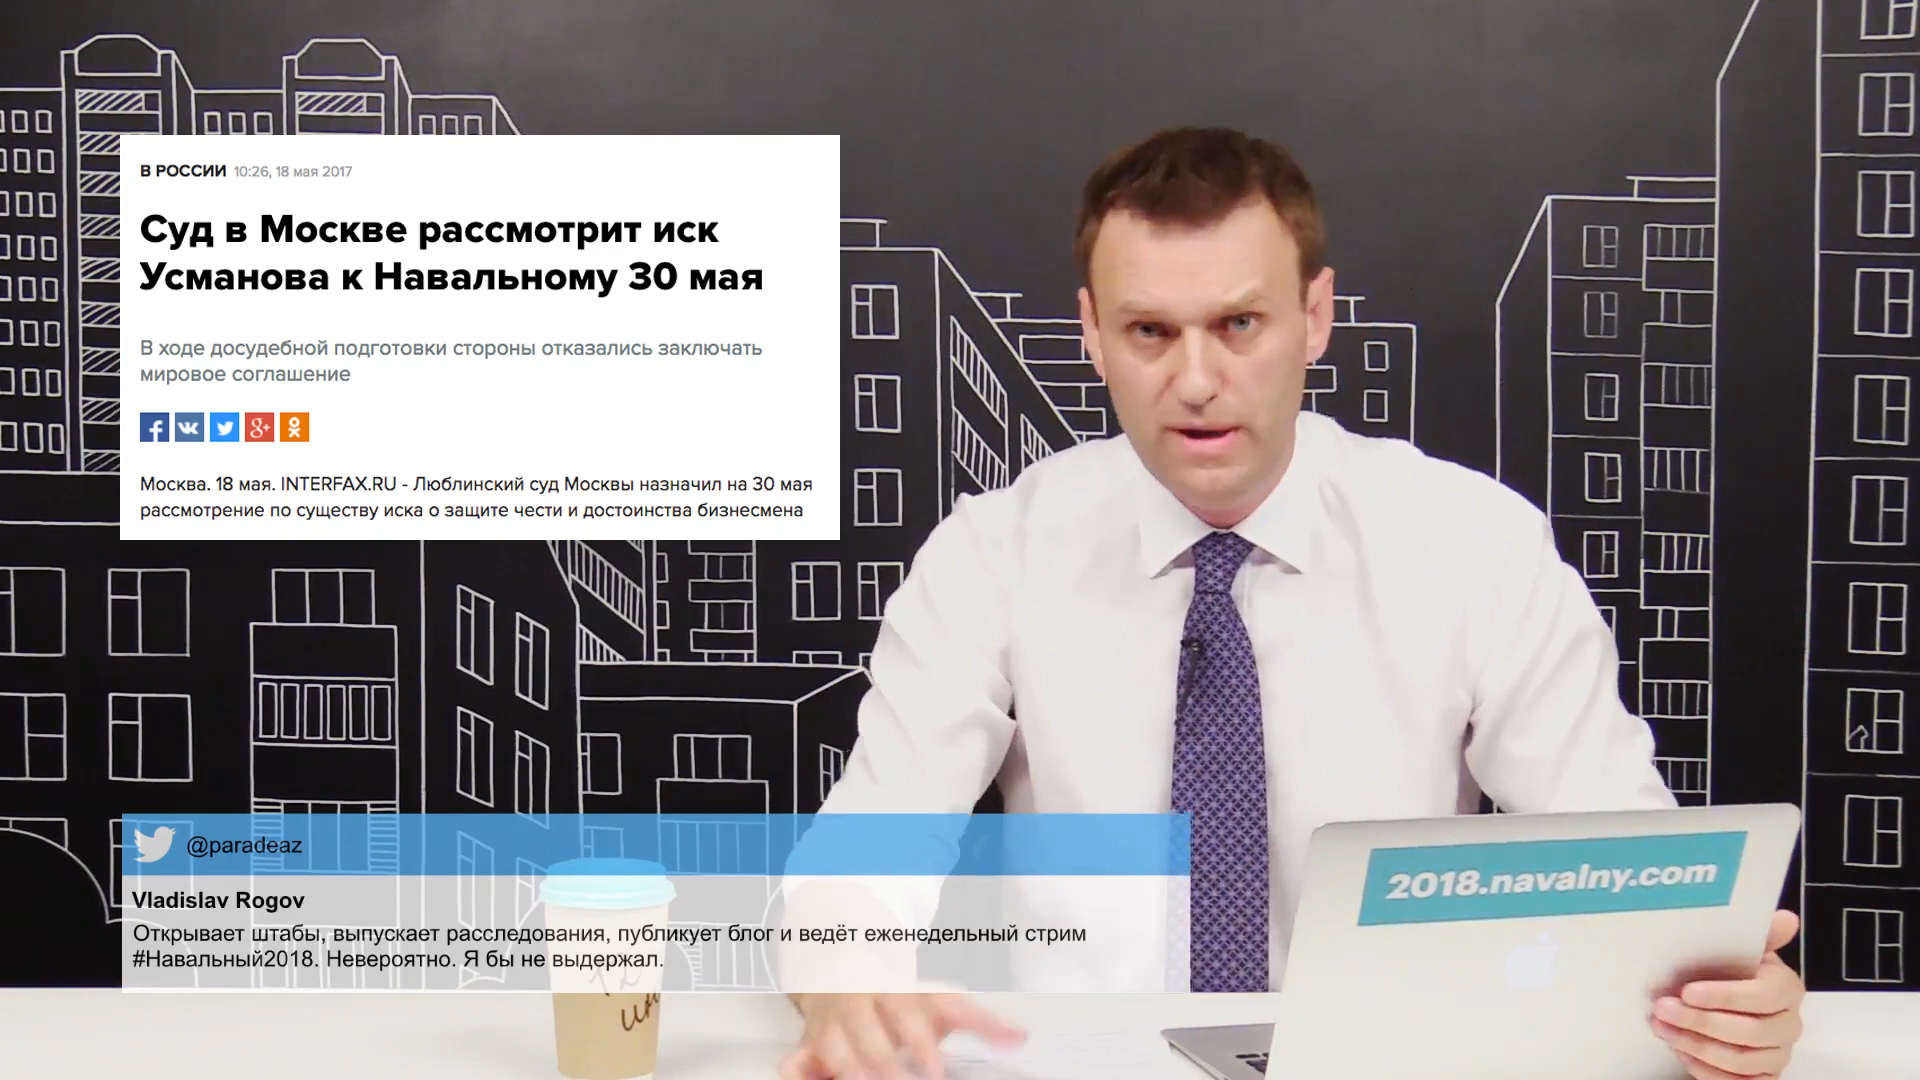 В РОССИИ 10:26, 18 мая 2017
Суд в Москве рассмотрит иск
Усманова к Навальному 30 мая
В ходе досудебной подготовки стороны отказались заключать
мировое соглашение
Москва. 18 мая. INTERFAX.RU - Люблинский суд Москвы назначил на 30 мая
рассмотрение по существу иска о защите чести и достоинства бизнесмена
@paradeaz
Vladislav Rogov
Открывает штабы, выпускает расследования, публикует блог и ведёт еженедельный стрим
#Навальный2018. Невероятно. Я бы не выдержал.
2018.navalny.com